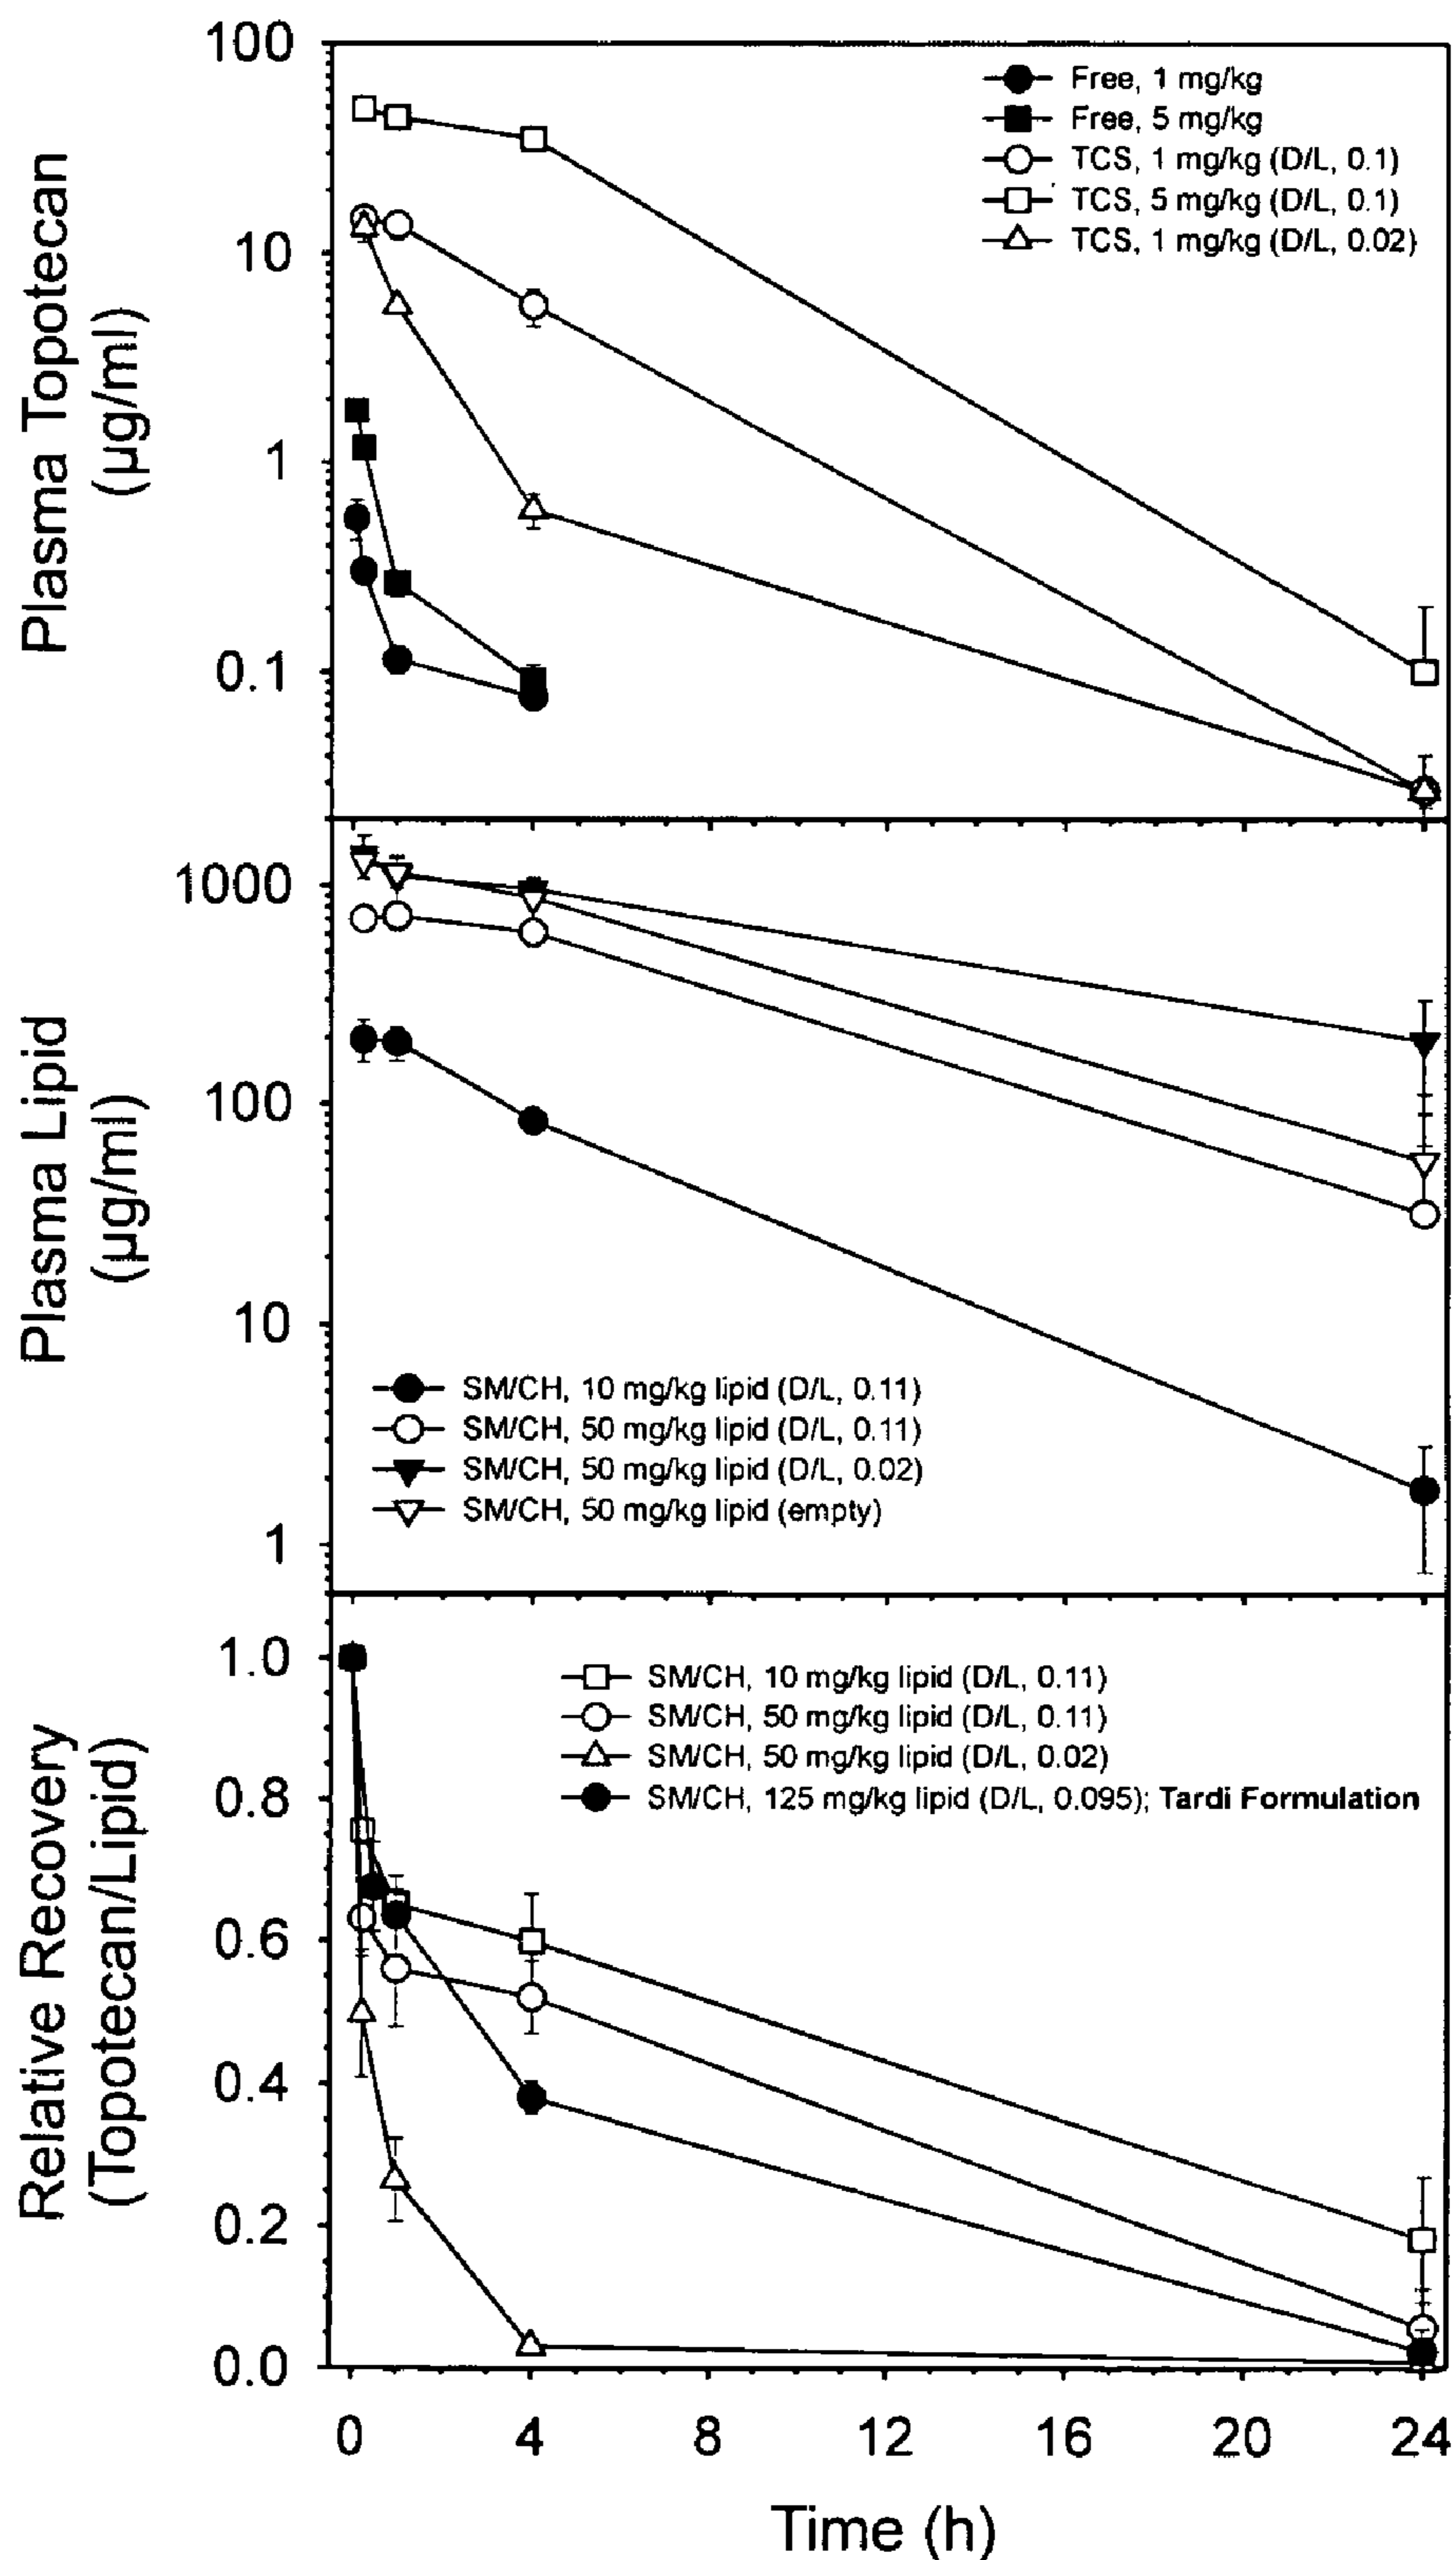 100
10
1
0.1
Plasma Topotecan
(µg/ml)
Free, 1 mg/kg
Free, 5 mg/kg
TCS, 1 mg/kg (D/L, 0.1)
TCS, 5 mg/kg (D/L, 0.1)
TCS, 1 mg/kg (D/L, 0.02)
1000
100
10
1
Plasma Lipid
(µg/ml)
SM/CH, 10 mg/kg lipid (D/L, 0.11)
SM/CH, 50 mg/kg lipid (D/L, 0.11)
SM/CH, 50 mg/kg lipid (D/L, 0.02)
SM/CH, 50 mg/kg lipid (empty)
1.0
0.8
0.6
0.4
0.2
0.0
Relative Recovery
(Topotecan/Lipid)
SM/CH, 10 mg/kg lipid (D/L, 0.11)
SM/CH, 50 mg/kg lipid (D/L, 0.11)
SM/CH, 50 mg/kg lipid (D/L, 0.02)
SM/CH, 125 mg/kg lipid (D/L, 0.095); Tardi Formulation
0 4 8 12 16 20 24
Time (h)